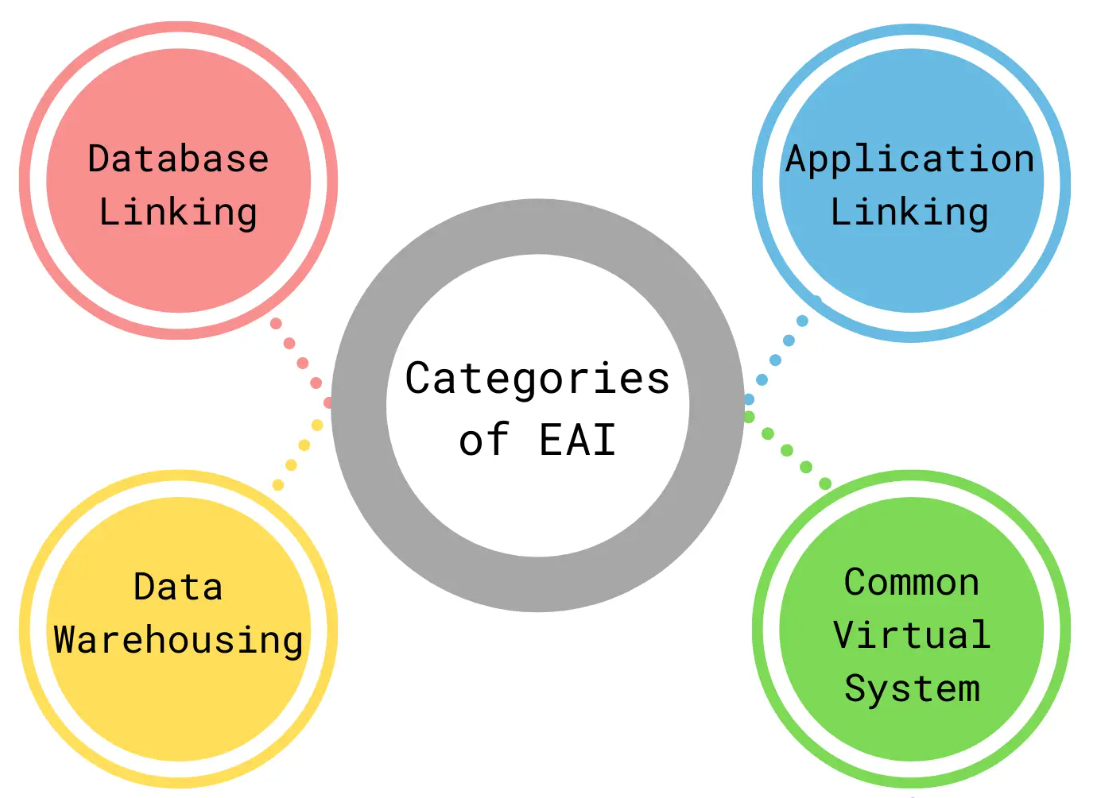 Database
Linking
Application
Linking
Categories
of EAI
Data
Warehousing
Common
Virtual
System